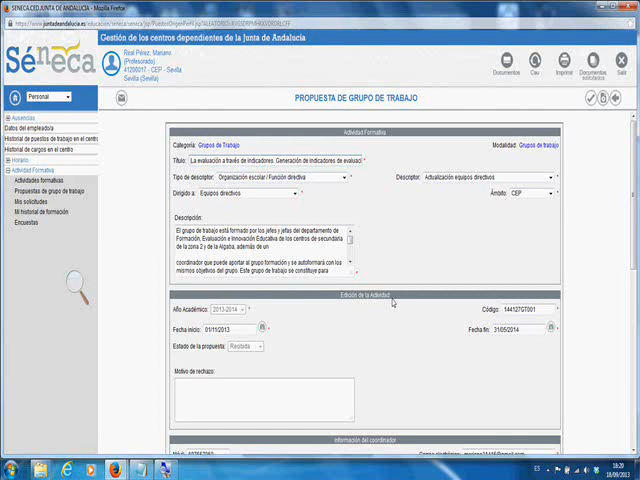 SENECA.CED.JUNTA DE ANDALUCÍA - Mozilla Firefox
Gestión de los centros dependientes de la Junta de Andalucía
Séneca
Real Pérez, Mariano
(Profesorado)
41200017 - CEP - Sevilla
Sevilla (Sevilla)
Documentos
Cau
Imprimir
Documentos solicitados
Cerrar
Personal
PROPUESTA DE GRUPO DE TRABAJO
Ausencias
Datos del empleado/a
Historial de puestos de trabajo en el centro
Historial de cargos en el centro
Horario
Actividad Formativa
Actividades formativas
Propuestas de grupo de trabajo
Mis solicitudes
Mi historial de formación
Encuestas
Actividad Formativa
Categoría: Grupos de Trabajo Modalidad: Grupos de trabajo
Título: La evaluación a través de indicadores. Generación de indicadores de evaluaci *
Tipo de descriptor: Organización escolar / Función directiva * Descriptor: Actualización equipos directivos *
Dirigido a: Equipos directivos * Ámbito: CEP *
Descripción:
El grupo de trabajo está formado por los jefes y jefas del departamento de
Formación, Evaluación e Innovación Educativa de los centros de secundaria
de la zona 2 y de la Algaba, además de un
coordinador que puede aportar al grupo formación y se autoformará con los
mismos objetivos del grupo. Este grupo de trabajo se constituye para *
Edición de la Actividad
Año Académico: 2013-2014 * Código: 144127GT001
Fecha inicio: 01/11/2013 * Fecha fin: 31/05/2014 *
Estado de la propuesta: Recibida
Motivo de rechazo:
Información del coordinador
ES
18:20
18/09/2013